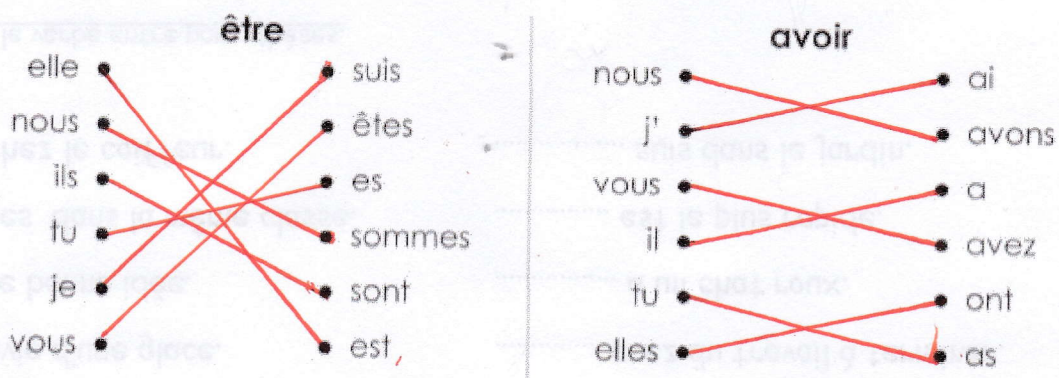 être
elle suis
nous êtes
ils es
tu sommes
je sont
vous est
avoir
nous ai
j' avons
vous a
il avez
tu ont
elles as